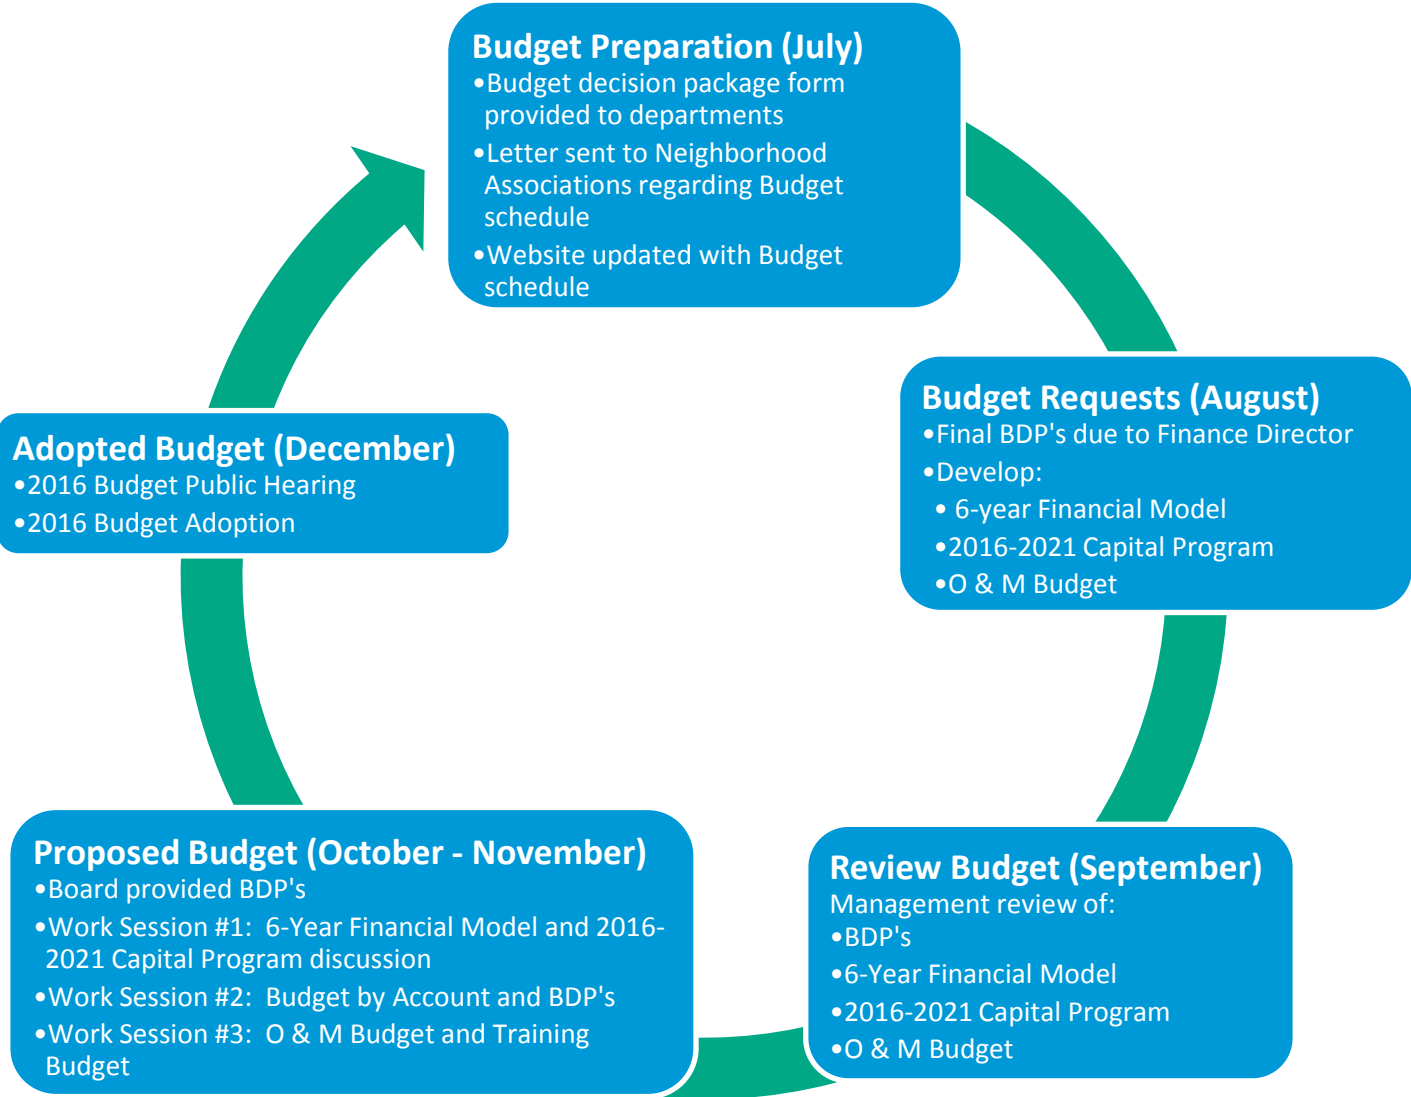 Budget Preparation (July)
•Budget decision package form
provided to departments
•Letter sent to Neighborhood
Associations regarding Budget
schedule
•Website updated with Budget
schedule
Budget Requests (August)
•Final BDP's due to Finance Director
•Develop:
• 6-year Financial Model
•2016-2021 Capital Program
•O & M Budget
Review Budget (September)
Management review of:
•BDP's
•6-Year Financial Model
•2016-2021 Capital Program
•O & M Budget
Proposed Budget (October - November)
•Board provided BDP's
•Work Session #1:  6-Year Financial Model and 2016-
2021 Capital Program discussion
•Work Session #2:  Budget by Account and BDP's
•Work Session #3:  O & M Budget and Training
Budget
Adopted Budget (December)
•2016 Budget Public Hearing
•2016 Budget Adoption